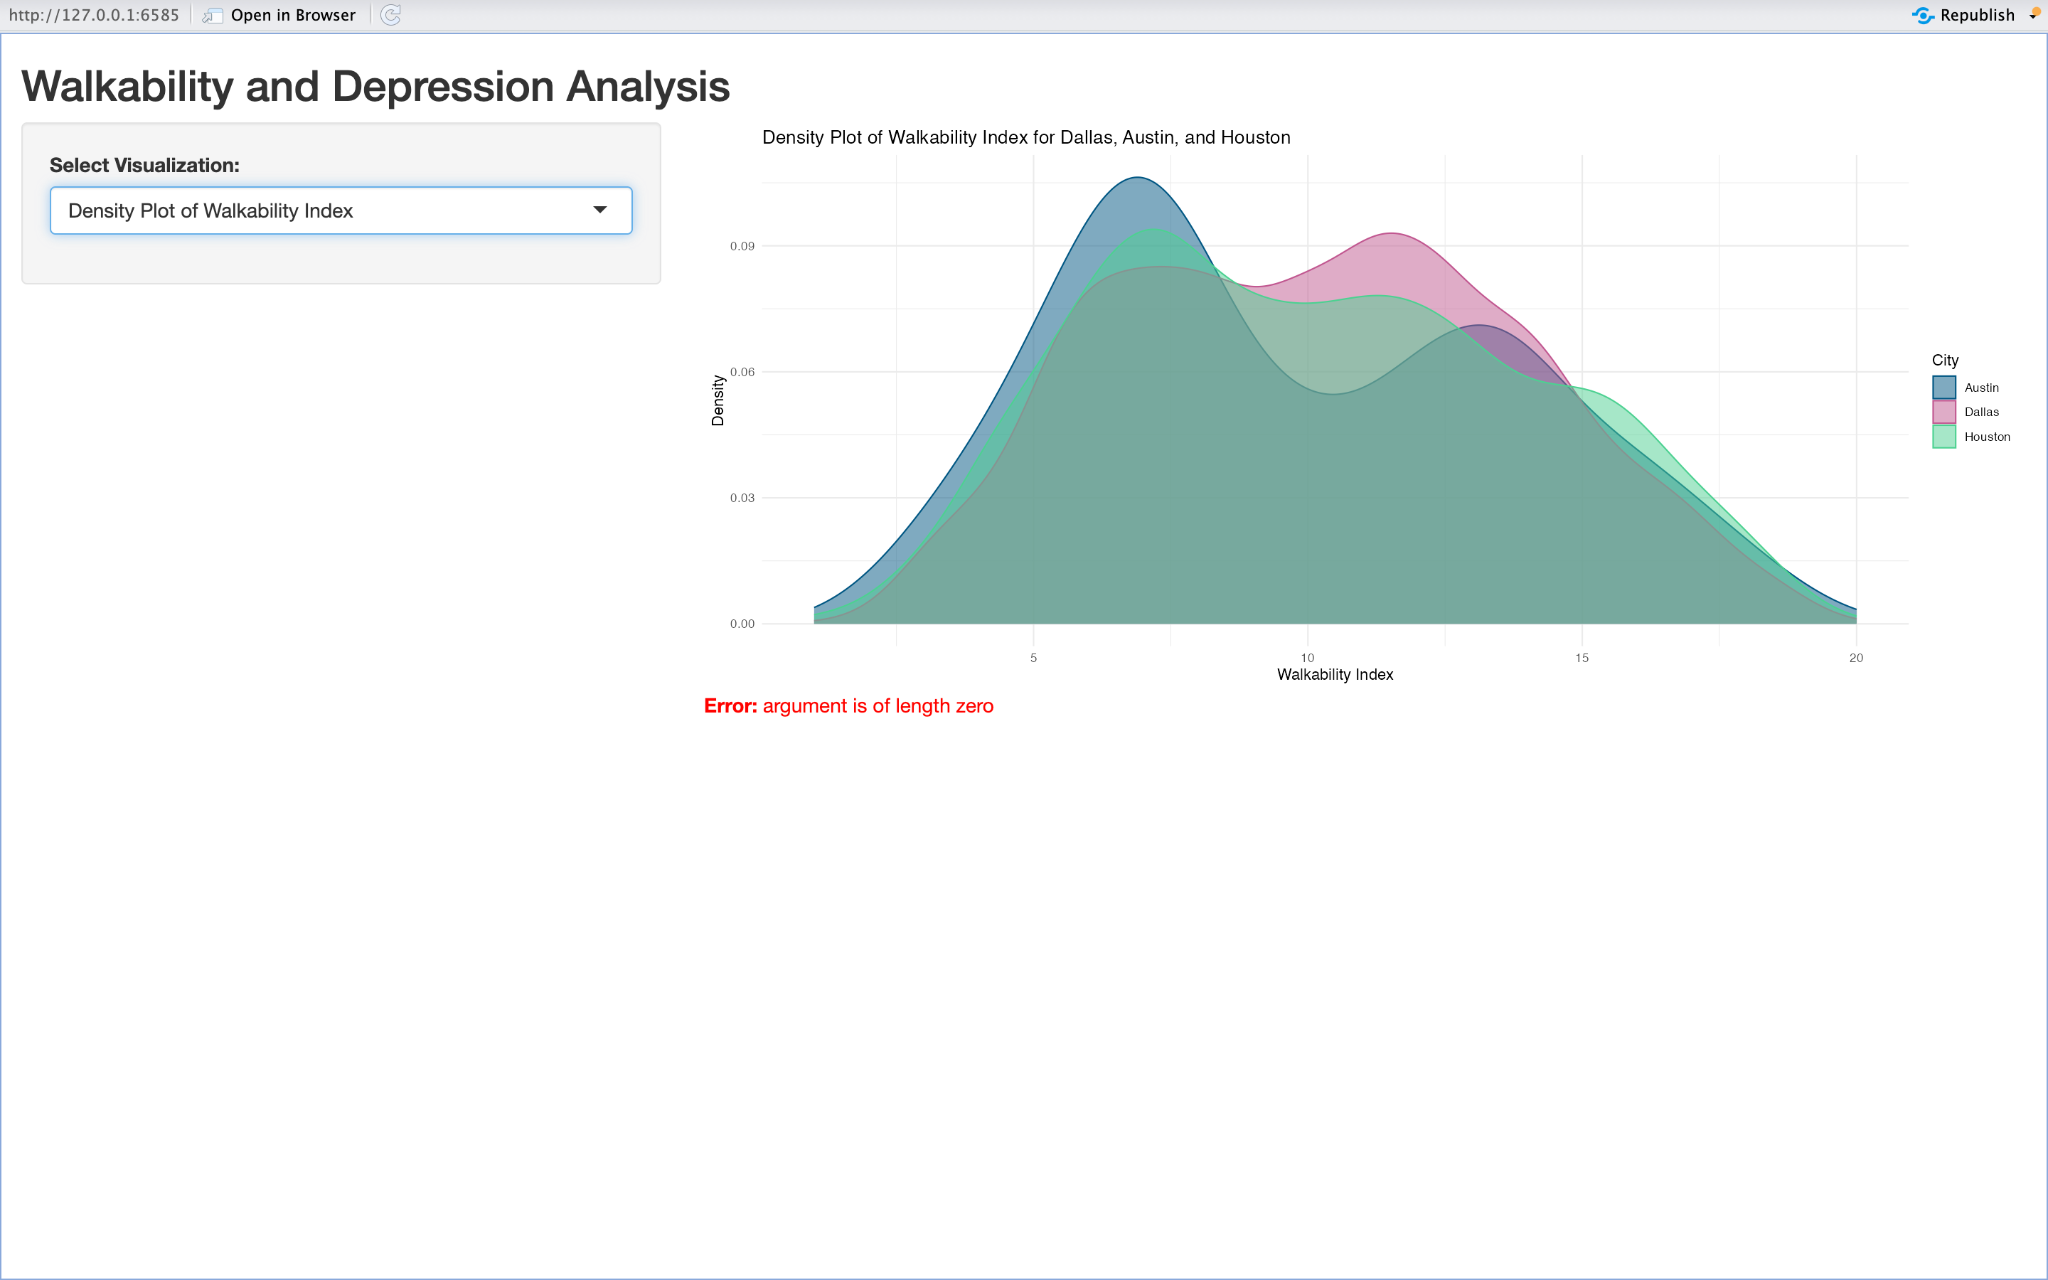 http://127.0.0.1:6585 Open in Browser Republish
Walkability and Depression Analysis
Select Visualization:
Density Plot of Walkability Index
Density Plot of Walkability Index for Dallas, Austin, and Houston
0.09
0.06
0.03
0.00
Density
5 10 15 20
Walkability Index
City
Austin
Dallas
Houston
Error: argument is of length zero